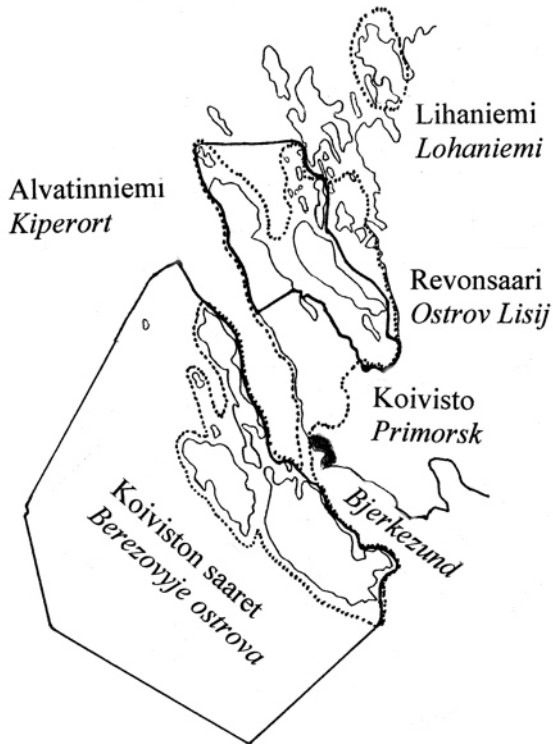 Lihaniemi
Lohaniemi
Alvatinniemi
Kiperort
Revonsaari
Ostrov Lisij
Koivisto
Primorsk
Bjerkezund
Koiviston saaret
Berezovyje ostrova